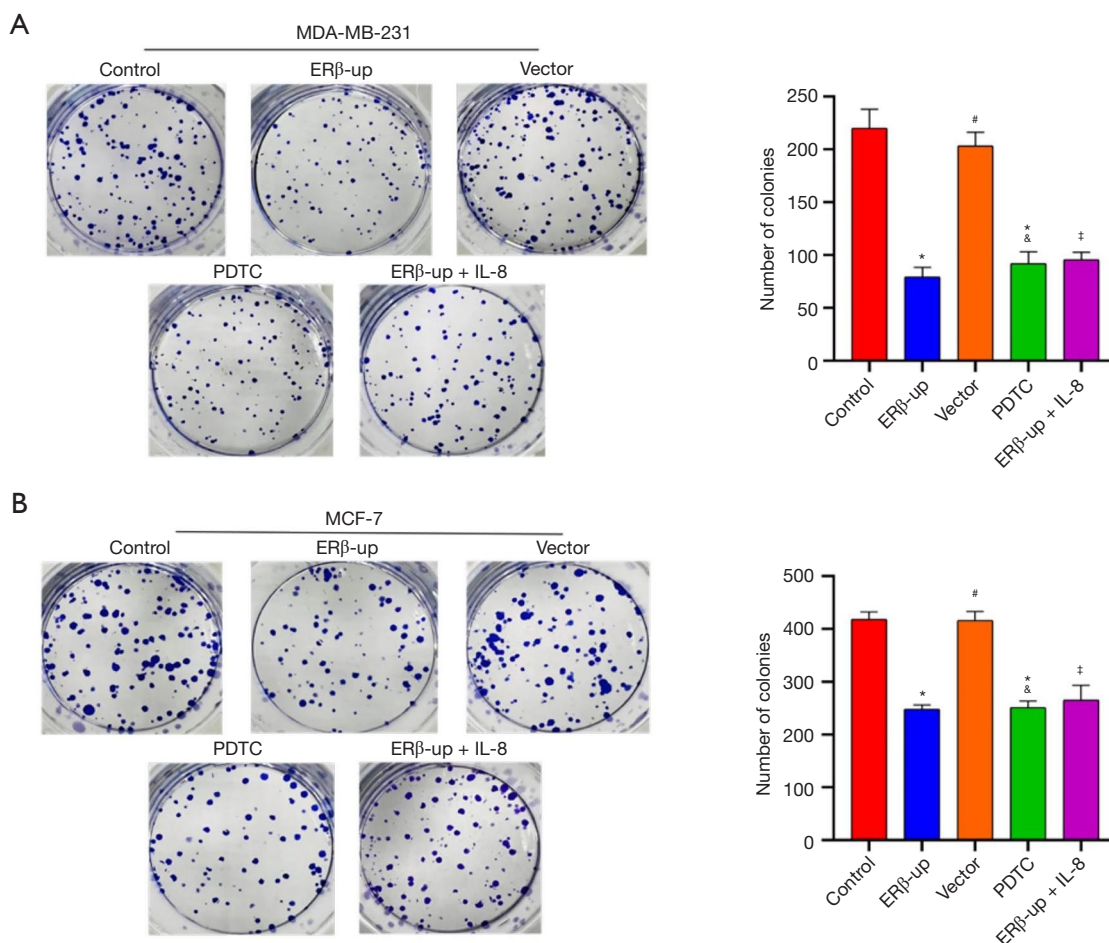 A
MDA-MB-231
Control
ERβ-up
Vector
PDTC
ERβ-up + IL-8
Number of colonies
250
200
150
100
50
0
*
#
*
&
‡
Control
ERβ-up
Vector
PDTC
ERβ-up + IL-8
B
MCF-7
Control
ERβ-up
Vector
PDTC
ERβ-up + IL-8
Number of colonies
500
400
300
200
100
0
*
#
*
&
‡
Control
ERβ-up
Vector
PDTC
ERβ-up + IL-8